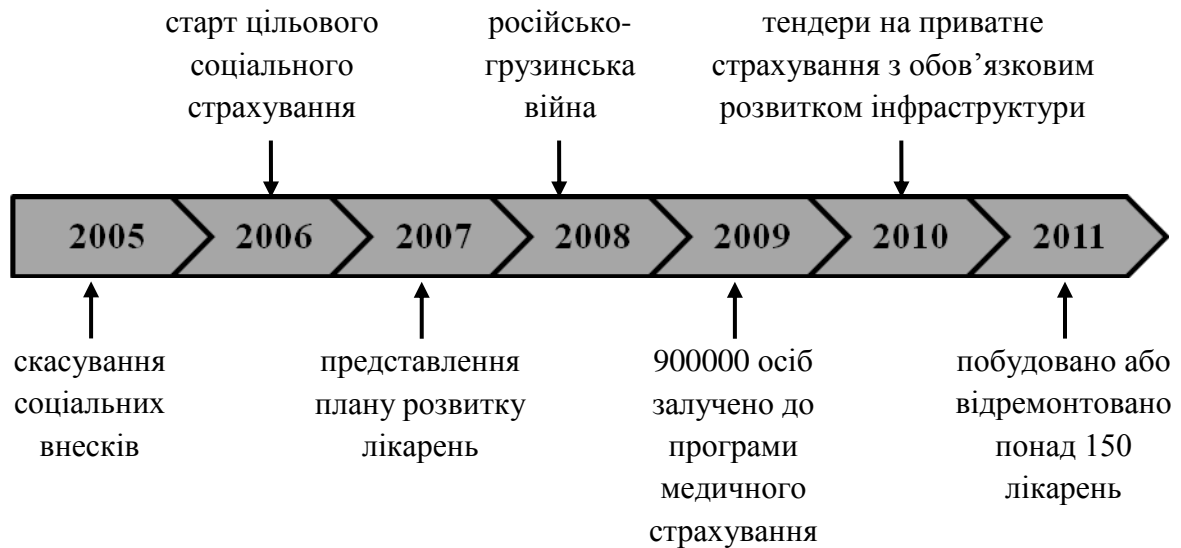 старт цільового
соціального
страхування
російсько-
грузинська
війна
тендери на приватне
страхування з обов’язковим
розвитком інфраструктури
2005
2006
2007
2008
2009
2010
2011
скасування
соціальних
внесків
представлення
плану розвитку
лікарень
900000 осіб
залучено до
програми
медичного
страхування
побудовано або
відремонтовано
понад 150
лікарень